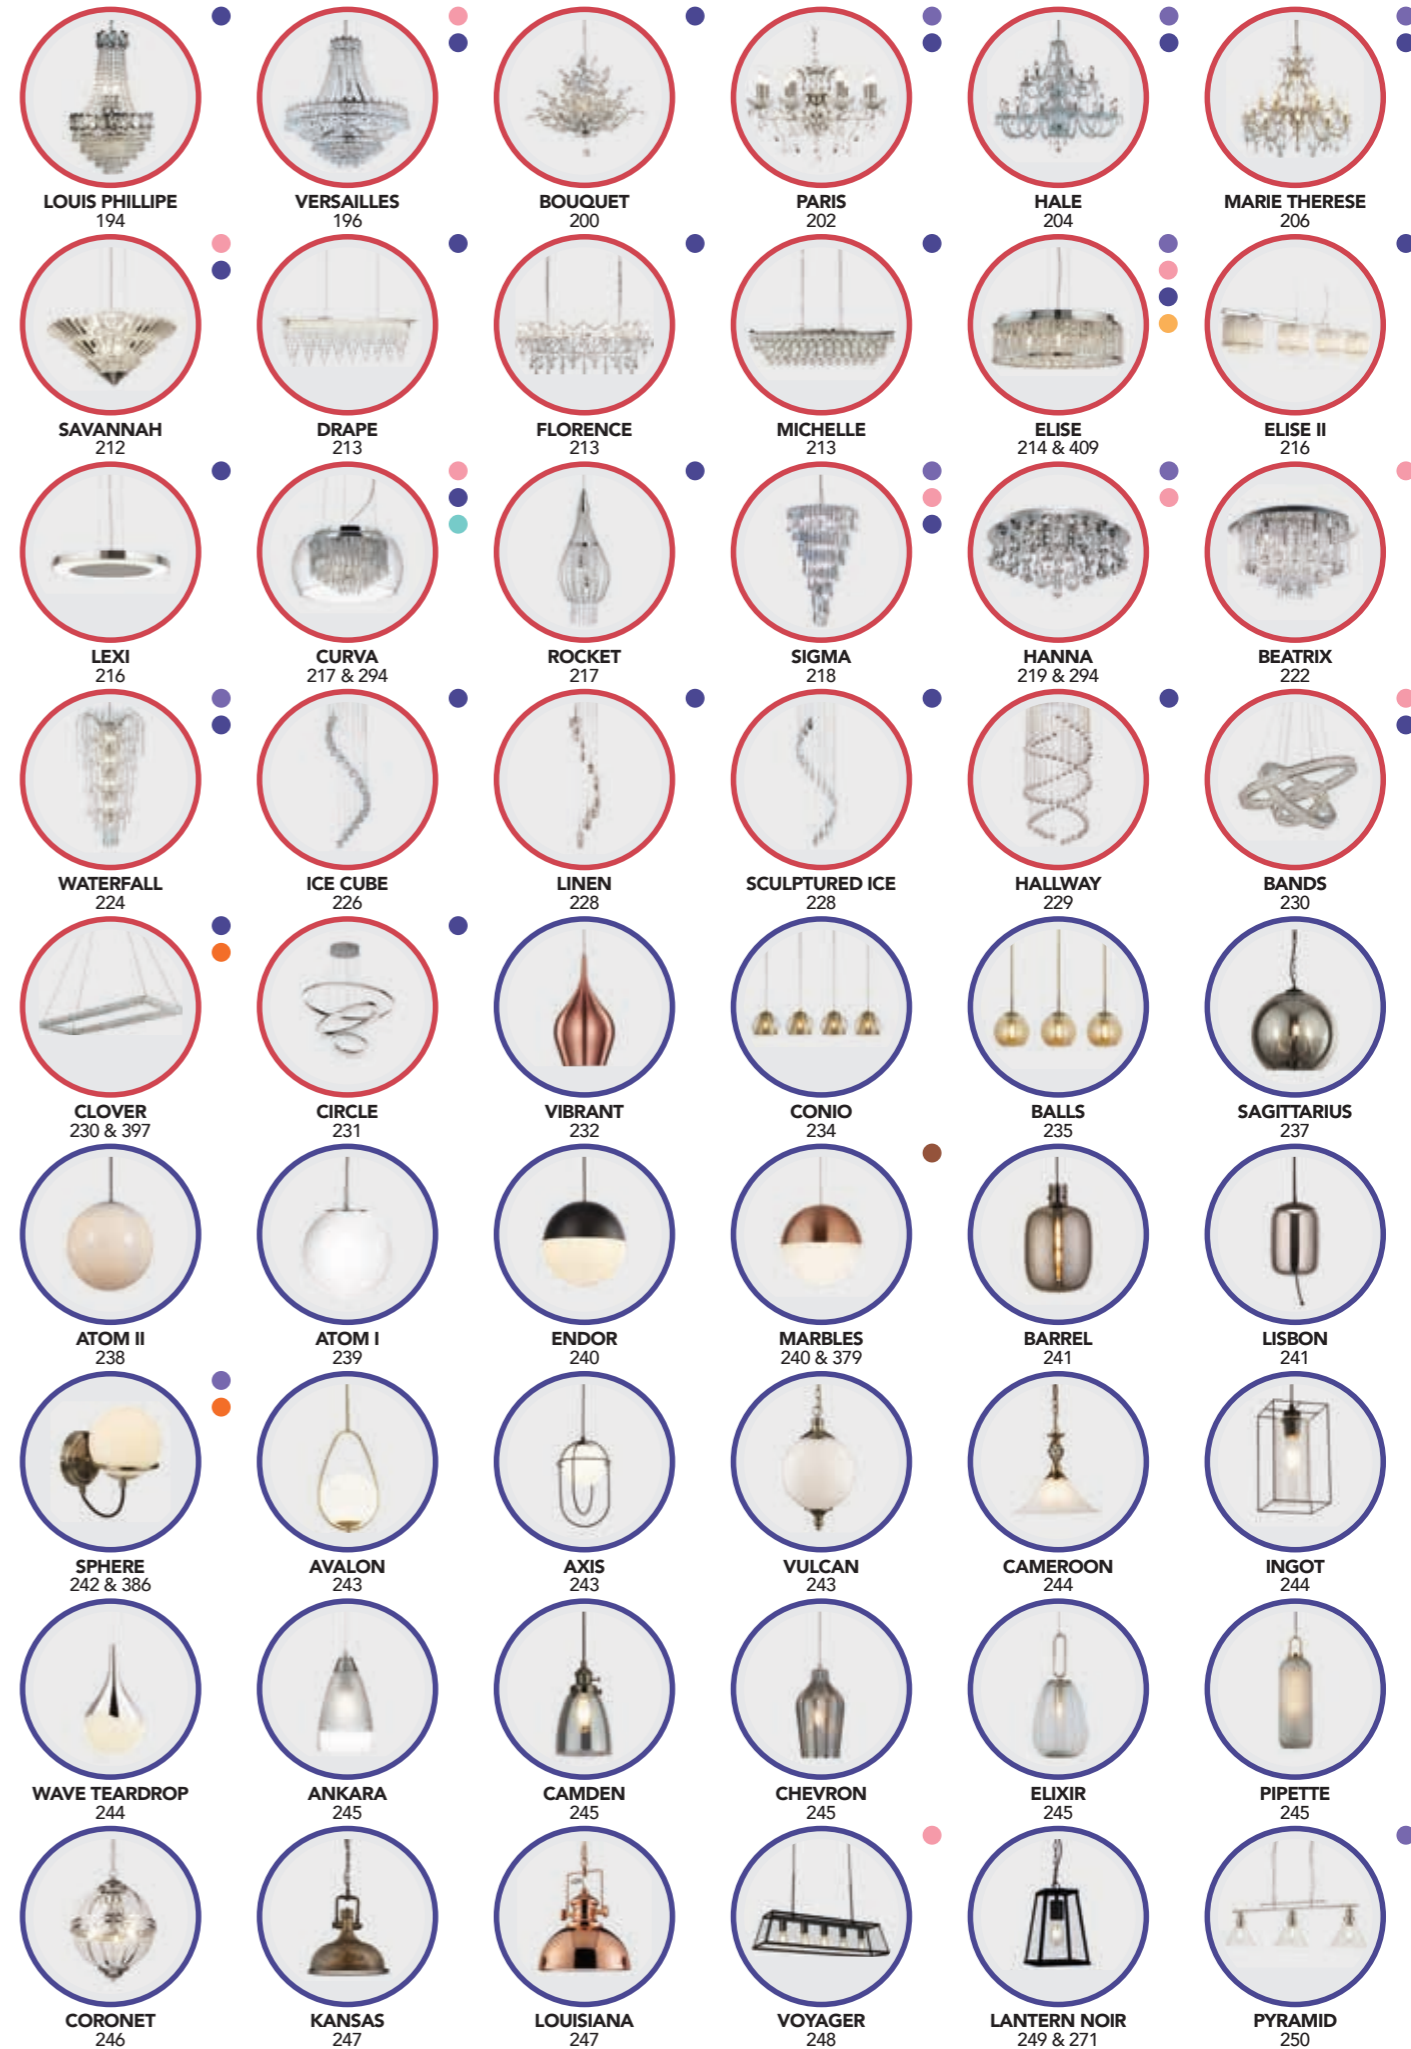 LOUIS PHILLIPE
194
VERSAILLES
196
BOUQUET
200
PARIS
202
HALE
204
MARIE THERESE
206
SAVANNAH
212
DRAPE
213
FLORENCE
213
MICHELLE
213
ELISE
214 & 409
ELISE II
216
LEXI
216
CURVA
217 & 294
ROCKET
217
SIGMA
218
HANNA
219 & 294
BEATRIX
222
WATERFALL
224
ICE CUBE
226
LINEN
228
SCULPTURED ICE
228
HALLWAY
229
BANDS
230
CLOVER
230 & 397
CIRCLE
231
VIBRANT
232
CONIO
234
BALLS
235
SAGITTARIUS
237
ATOM II
238
ATOM I
239
ENDOR
240
MARBLES
240 & 379
BARREL
241
LISBON
241
SPHERE
242 & 386
AVALON
243
AXIS
243
VULCAN
243
CAMEROON
244
INGOT
244
WAVE TEARDROP
244
ANKARA
245
CAMDEN
245
CHEVRON
245
ELIXIR
245
PIPETTE
245
CORONET
246
KANSAS
247
LOUISIANA
247
VOYAGER
248
LANTERN NOIR
249 & 271
PYRAMID
250